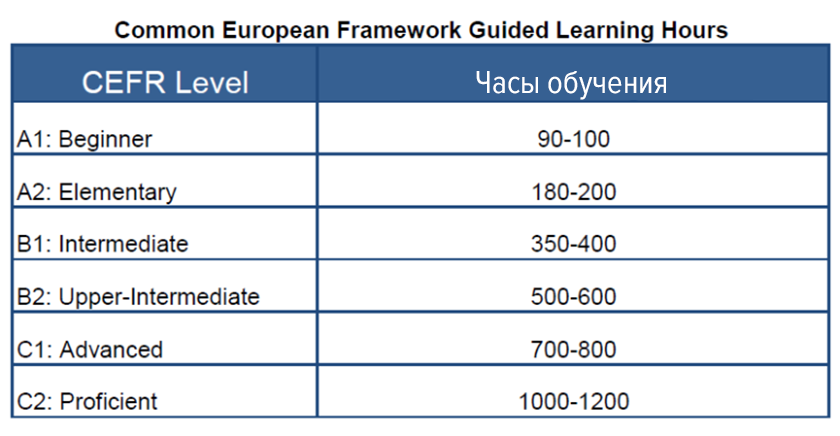 Common European Framework Guided Learning Hours
CEFR Level Часы обучения
A1: Beginner 90-100
A2: Elementary 180-200
B1: Intermediate 350-400
B2: Upper-Intermediate 500-600
C1: Advanced 700-800
C2: Proficient 1000-1200